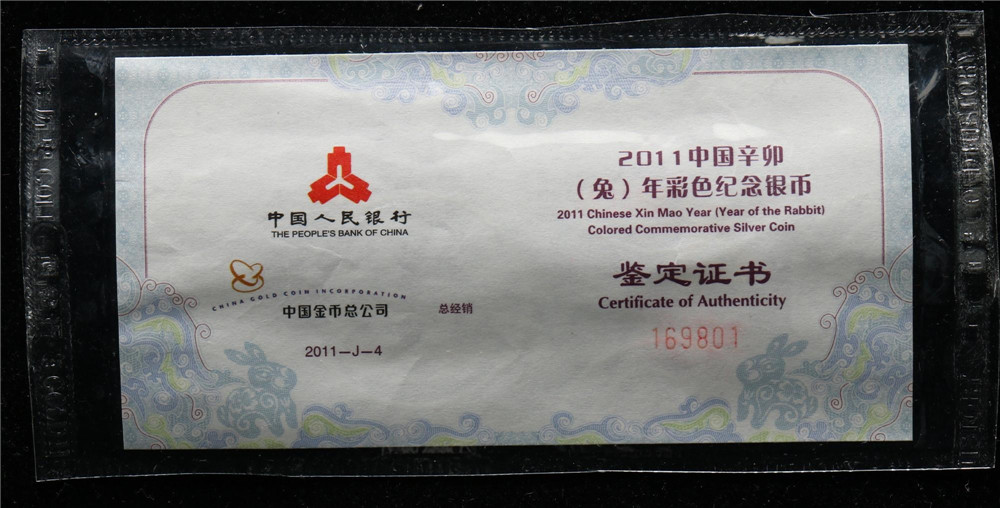 中国人民银行
THE PEOPLE'S BANK OF CHINA
CHINA GOLD COIN INCORPORATION
中国金币总公司
总经销
2011-J-4
2011中国辛卯
（兔）年彩色纪念银币
2011 Chinese Xin Mao Year (Year of the Rabbit)
Colored Commemorative Silver Coin
鉴定证书
Certificate of Authenticity
169801